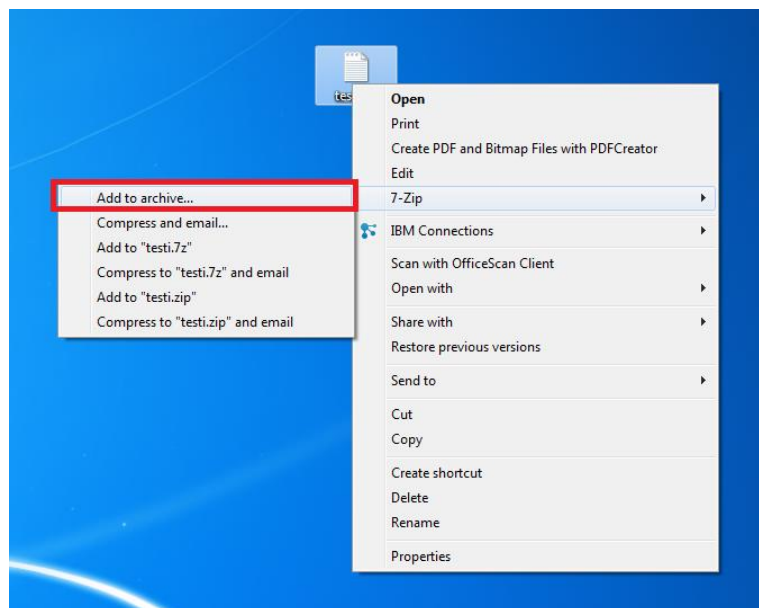 Open
Print
Create PDF and Bitmap Files with PDFCreator
Edit
7-Zip
Add to archive...
Compress and email...
Add to "testi.7z"
Compress to "testi.7z" and email
Add to "testi.zip"
Compress to "testi.zip" and email
IBM Connections
Scan with OfficeScan Client
Open with
Share with
Restore previous versions
Send to
Cut
Copy
Create shortcut
Delete
Rename
Properties